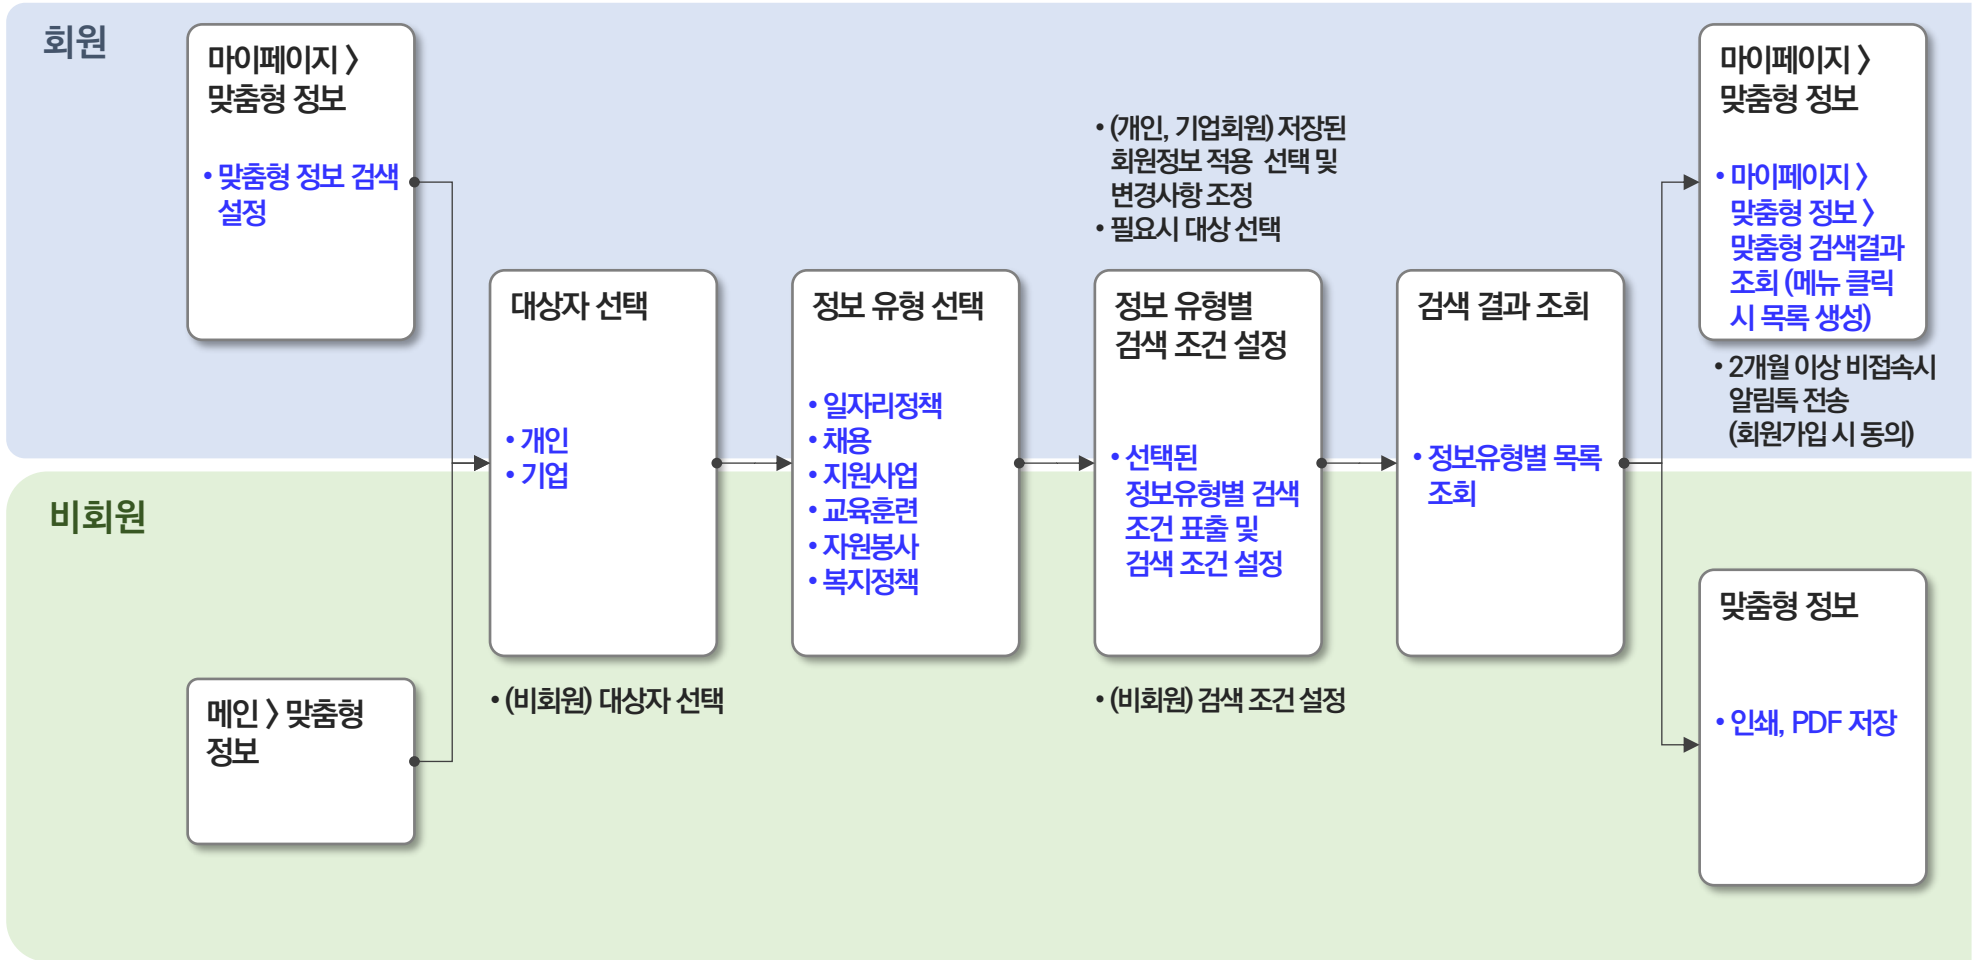 회원
마이페이지 〉
맞춤형 정보
• 맞춤형 정보 검색
설정
대상자 선택
• 개인
• 기업
정보 유형 선택
• 일자리정책
• 채용
• 지원사업
• 교육훈련
• 자원봉사
• 복지정책
• (개인, 기업회원) 저장된
회원정보 적용 선택 및
변경사항 조정
• 필요시 대상 선택
정보 유형별
검색 조건 설정
• 선택된
정보유형별 검색
조건 표출 및
검색 조건 설정
검색 결과 조회
• 정보유형별 목록
조회
마이페이지 〉
맞춤형 정보
• 마이페이지 〉
맞춤형 정보 〉
맞춤형 검색결과
조회 (메뉴 클릭
시 목록 생성)
• 2개월 이상 비접속시
알림톡 전송
(회원가입 시 동의)
비회원
메인 〉 맞춤형
정보
• (비회원) 대상자 선택
• (비회원) 검색 조건 설정
맞춤형 정보
• 인쇄, PDF 저장